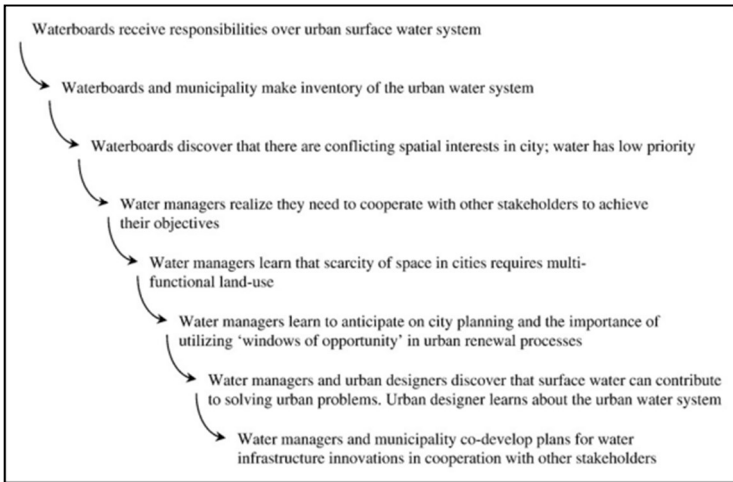 Waterboards receive responsibilities over urban surface water system
Waterboards and municipality make inventory of the urban water system
Waterboards discover that there are conflicting spatial interests in city; water has low priority
Water managers realize they need to cooperate with other stakeholders to achieve
their objectives
Water managers learn that scarcity of space in cities requires multi-
functional land-use
Water managers learn to anticipate on city planning and the importance of
utilizing ‘windows of opportunity’ in urban renewal processes
Water managers and urban designers discover that surface water can contribute
to solving urban problems. Urban designer learns about the urban water system
Water managers and municipality co-develop plans for water
infrastructure innovations in cooperation with other stakeholders